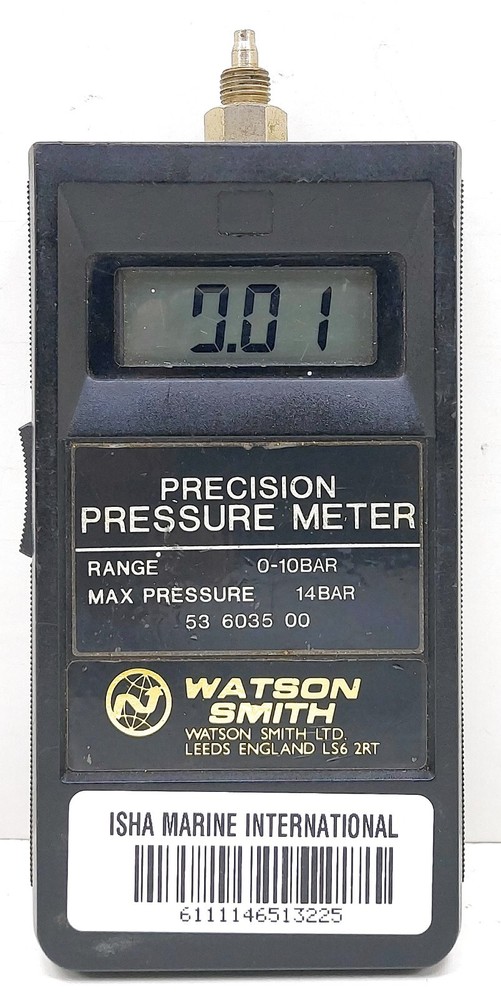 0.01
PRECISION
PRESSURE METER
RANGE 0-10BAR
MAX PRESSURE 14BAR
53 6035 00
WATSON
SMITH
WATSON SMITH LTD.
LEEDS ENGLAND LS6 2RT
ISHA MARINE INTERNATIONAL
6111146513225